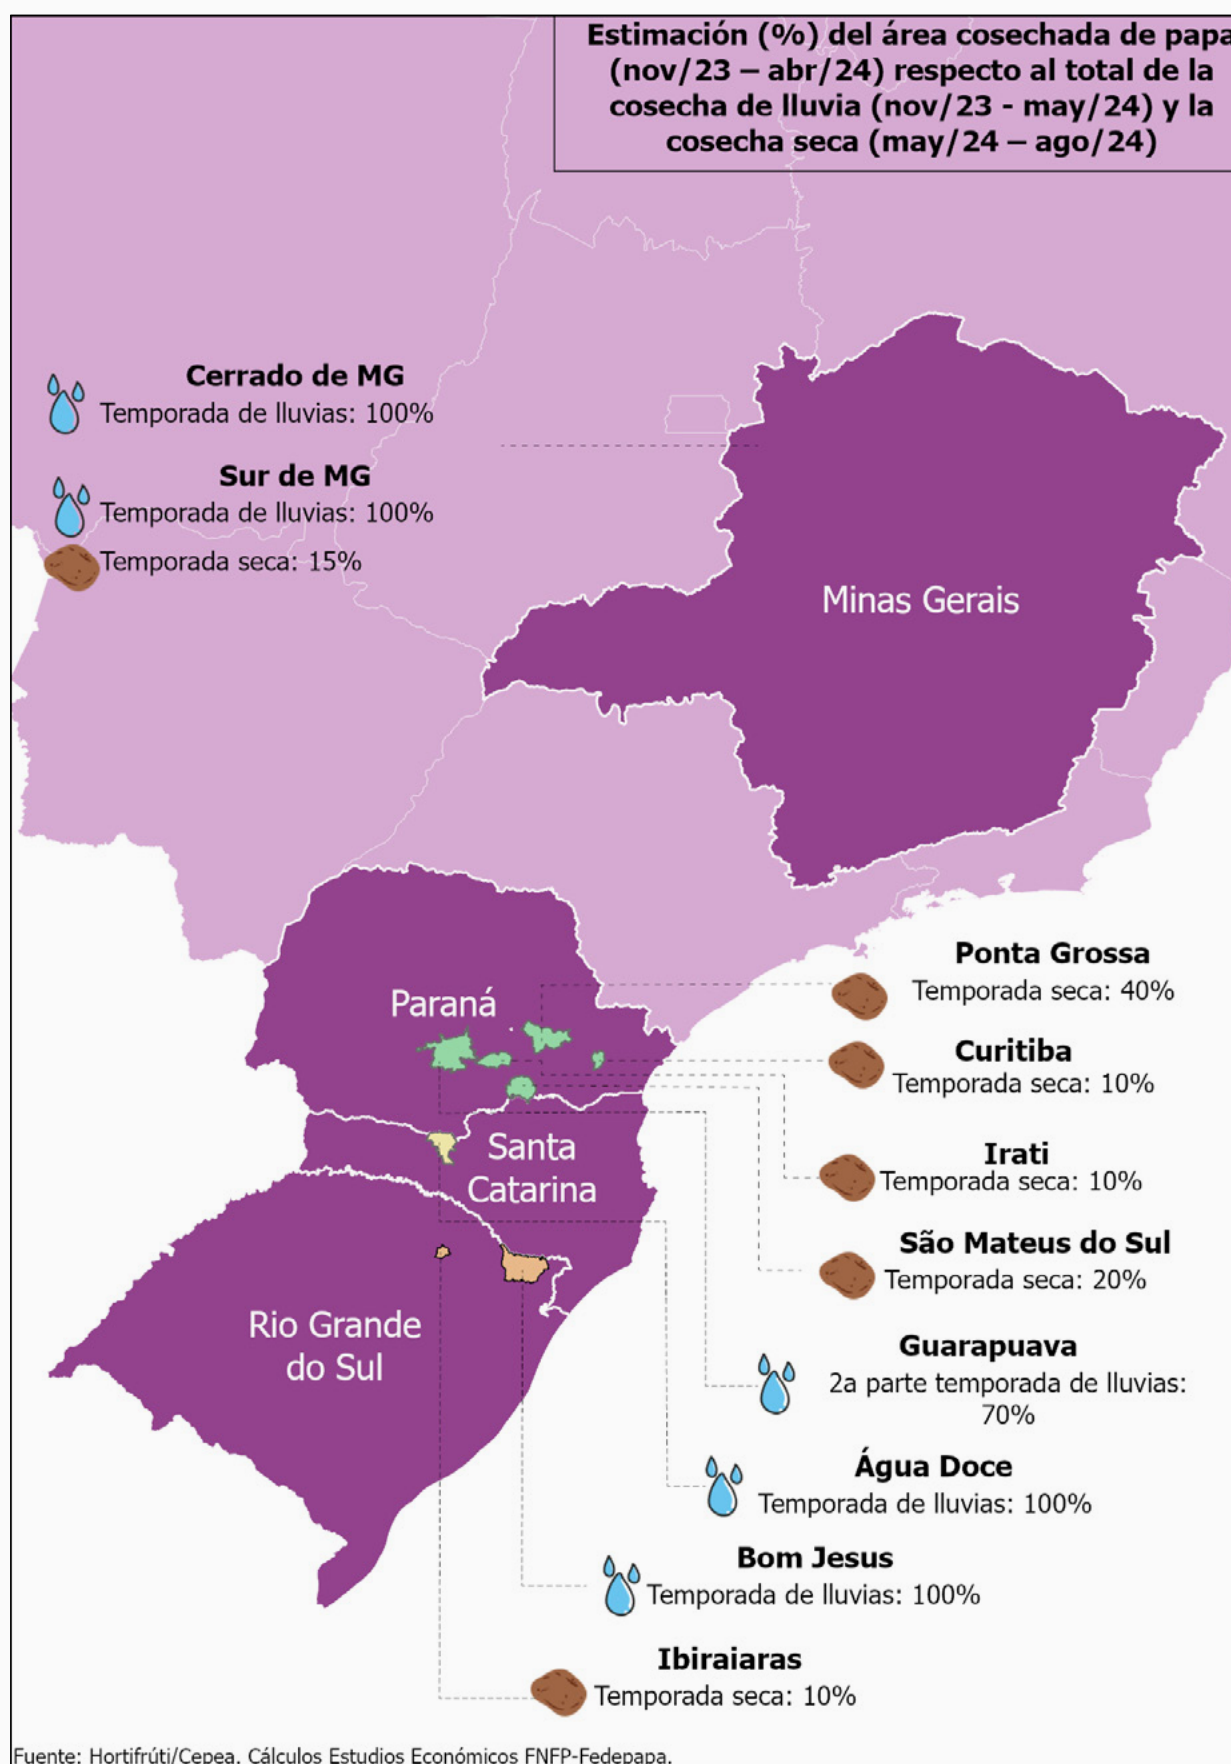 Estimación (%) del área cosechada de papa
(nov/23 – abr/24) respecto al total de la
cosecha de lluvia (nov/23 - may/24) y la
cosecha seca (may/24 – ago/24)
Cerrado de MG
Temporada de lluvias: 100%
Sur de MG
Temporada de lluvias: 100%
Temporada seca: 15%
Minas Gerais
Paraná
Santa
Catarina
Rio Grande
do Sul
Ponta Grossa
Temporada seca: 40%
Curitiba
Temporada seca: 10%
Irati
Temporada seca: 10%
São Mateus do Sul
Temporada seca: 20%
Guarapuava
2a parte temporada de lluvias:
70%
Água Doce
Temporada de lluvias: 100%
Bom Jesus
Temporada de lluvias: 100%
Ibiraiaras
Temporada seca: 10%
Fuente: Hortifrúti/Cepea. Cálculos Estudios Económicos FNFP-Fedepapa.